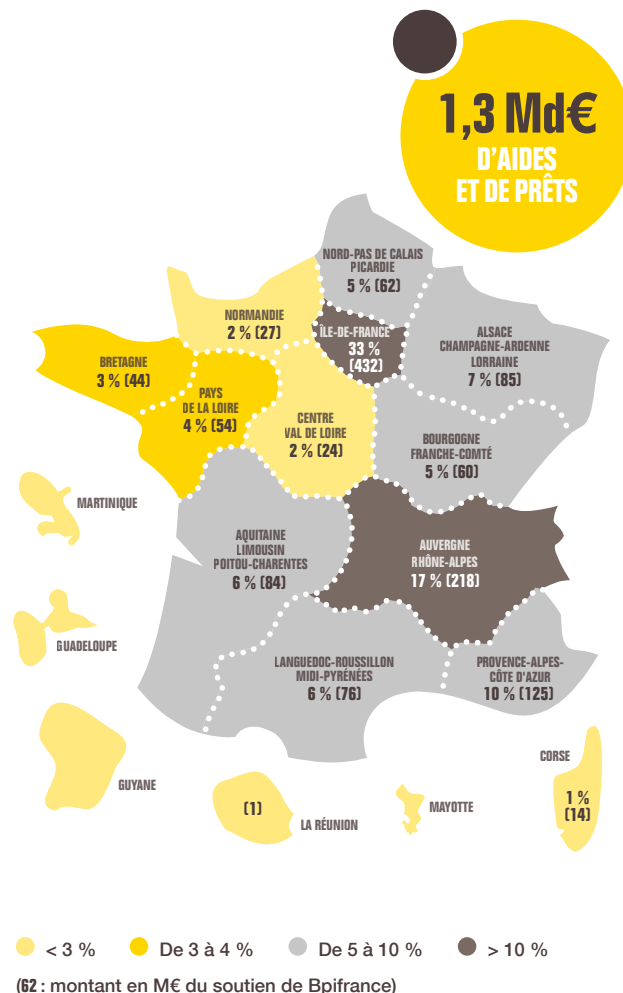 1,3 Md€
D'AIDES
ET DE PRÊTS
NORD-PAS DE CALAIS
PICARDIE
5 % (62)
NORMANDIE
2 % (27)
ÎLE-DE-FRANCE
33 %
(432)
ALSACE
CHAMPAGNE-ARDENNE
LORRAINE
7 % (85)
BRETAGNE
3 % (44)
PAYS
DE LA LOIRE
4 % (54)
CENTRE
VAL DE LOIRE
2 % (24)
BOURGOGNE
FRANCHE-COMTÉ
5 % (60)
MARTINIQUE
AQUITAINE
LIMOUSIN
POITOU-CHARENTES
6 % (84)
AUVERGNE
RHÔNE-ALPES
17 % (218)
GUADELOUPE
LANGUEDOC-ROUSSILLON
MIDI-PYRÉNÉES
6 % (76)
PROVENCE-ALPES-
CÔTE D'AZUR
10 % (125)
GUYANE
(1)
LA RÉUNION
MAYOTTE
CORSE
1 %
(14)
< 3 % De 3 à 4 % De 5 à 10 % > 10 %
(62 : montant en M€ du soutien de Bpifrance)